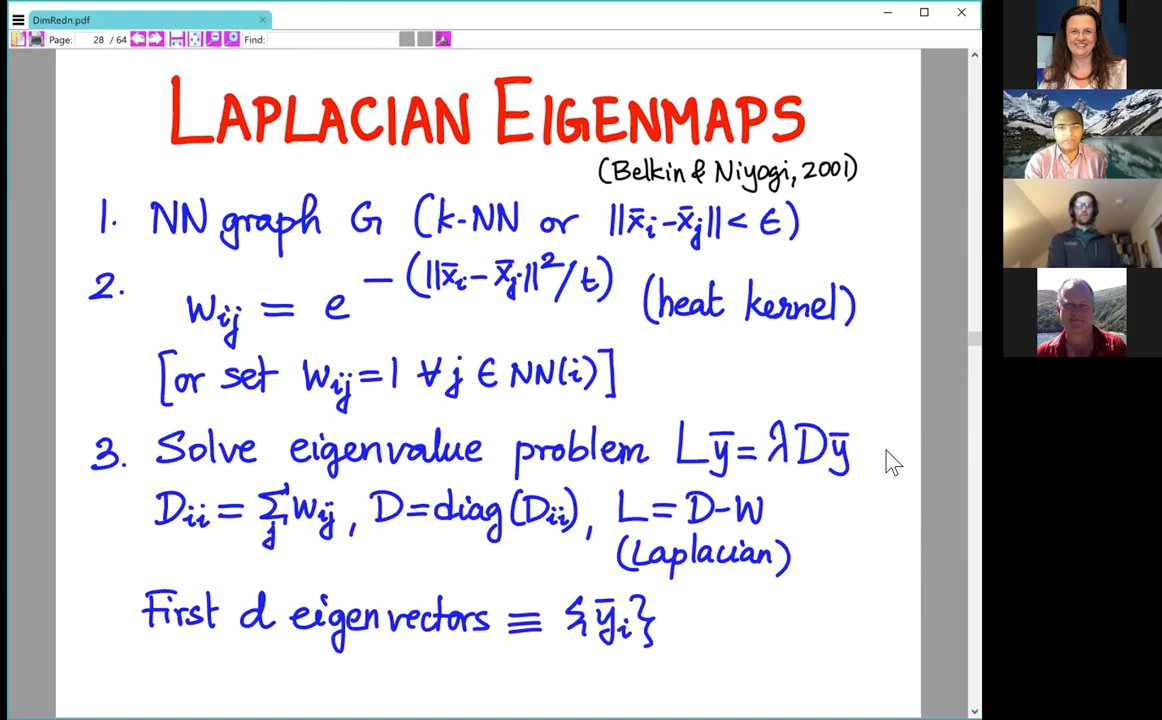 DimRedn.pdf
Page: 28 / 64 Find:
LAPLACIAN EIGENMAPS
(Belkin & Niyogi, 2001)
1. NN graph G (k-NN or ||x̄ᵢ-x̄ⱼ|| < ϵ)
2. wᵢⱼ = e^-(||x̄ᵢ-x̄ⱼ||²/t) (heat kernel)
[or set wᵢⱼ=1 ∀j ∈ NN(i)]
3. Solve eigenvalue problem Lȳ = λDȳ
Dᵢᵢ = Σⱼ wᵢⱼ, D=diag(Dᵢᵢ), L = D-W
(Laplacian)
First d eigenvectors ≡ {ȳᵢ}